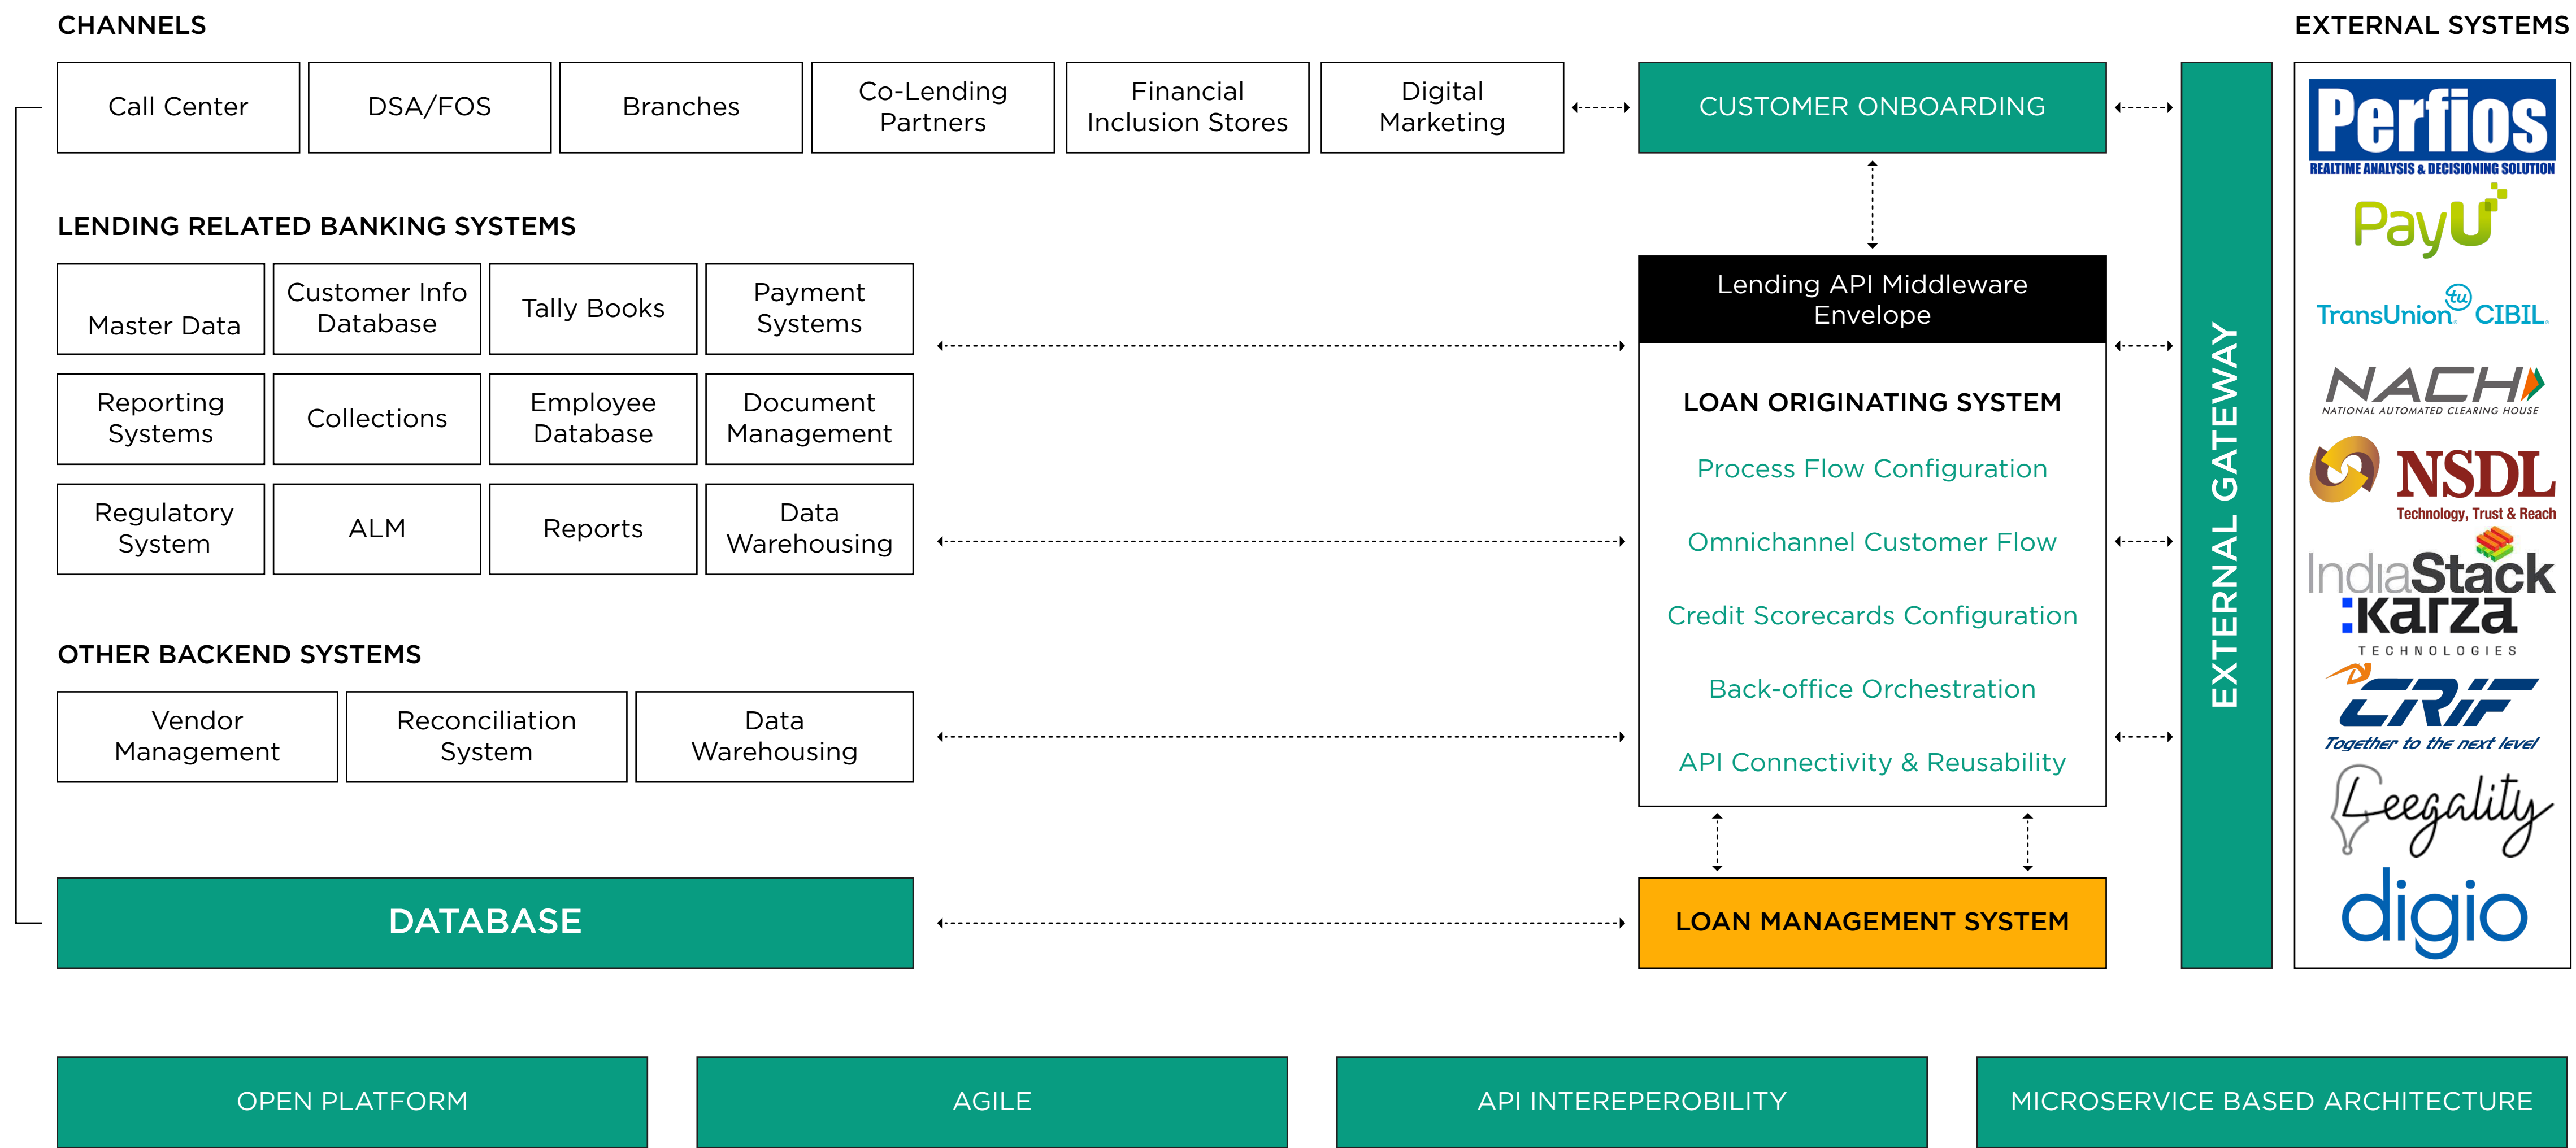 CHANNELS
Call Center
DSA/FOS
Branches
Co-Lending
Partners
Financial
Inclusion Stores
Digital
Marketing
CUSTOMER ONBOARDING
LENDING RELATED BANKING SYSTEMS
Master Data
Customer Info
Database
Tally Books
Payment
Systems
Reporting
Systems
Collections
Employee
Database
Document
Management
Regulatory
System
ALM
Reports
Data
Warehousing
OTHER BACKEND SYSTEMS
Vendor
Management
Reconciliation
System
Data
Warehousing
DATABASE
Lending API Middleware
Envelope
LOAN ORIGINATING SYSTEM
Process Flow Configuration
Omnichannel Customer Flow
Credit Scorecards Configuration
Back-office Orchestration
API Connectivity & Reusability
LOAN MANAGEMENT SYSTEM
EXTERNAL GATEWAY
EXTERNAL SYSTEMS
Perfios
REALTIME ANALYSIS & DECISIONING SOLUTION
PayU
TransUnion tu CIBIL
NACH
NATIONAL AUTOMATED CLEARING HOUSE
NSDL
Technology, Trust & Reach
IndiaStack
:karza
TECHNOLOGIES
CRIF
Together to the next level
Leegality
digio
OPEN PLATFORM
AGILE
API INTEREPEROBILITY
MICROSERVICE BASED ARCHITECTURE